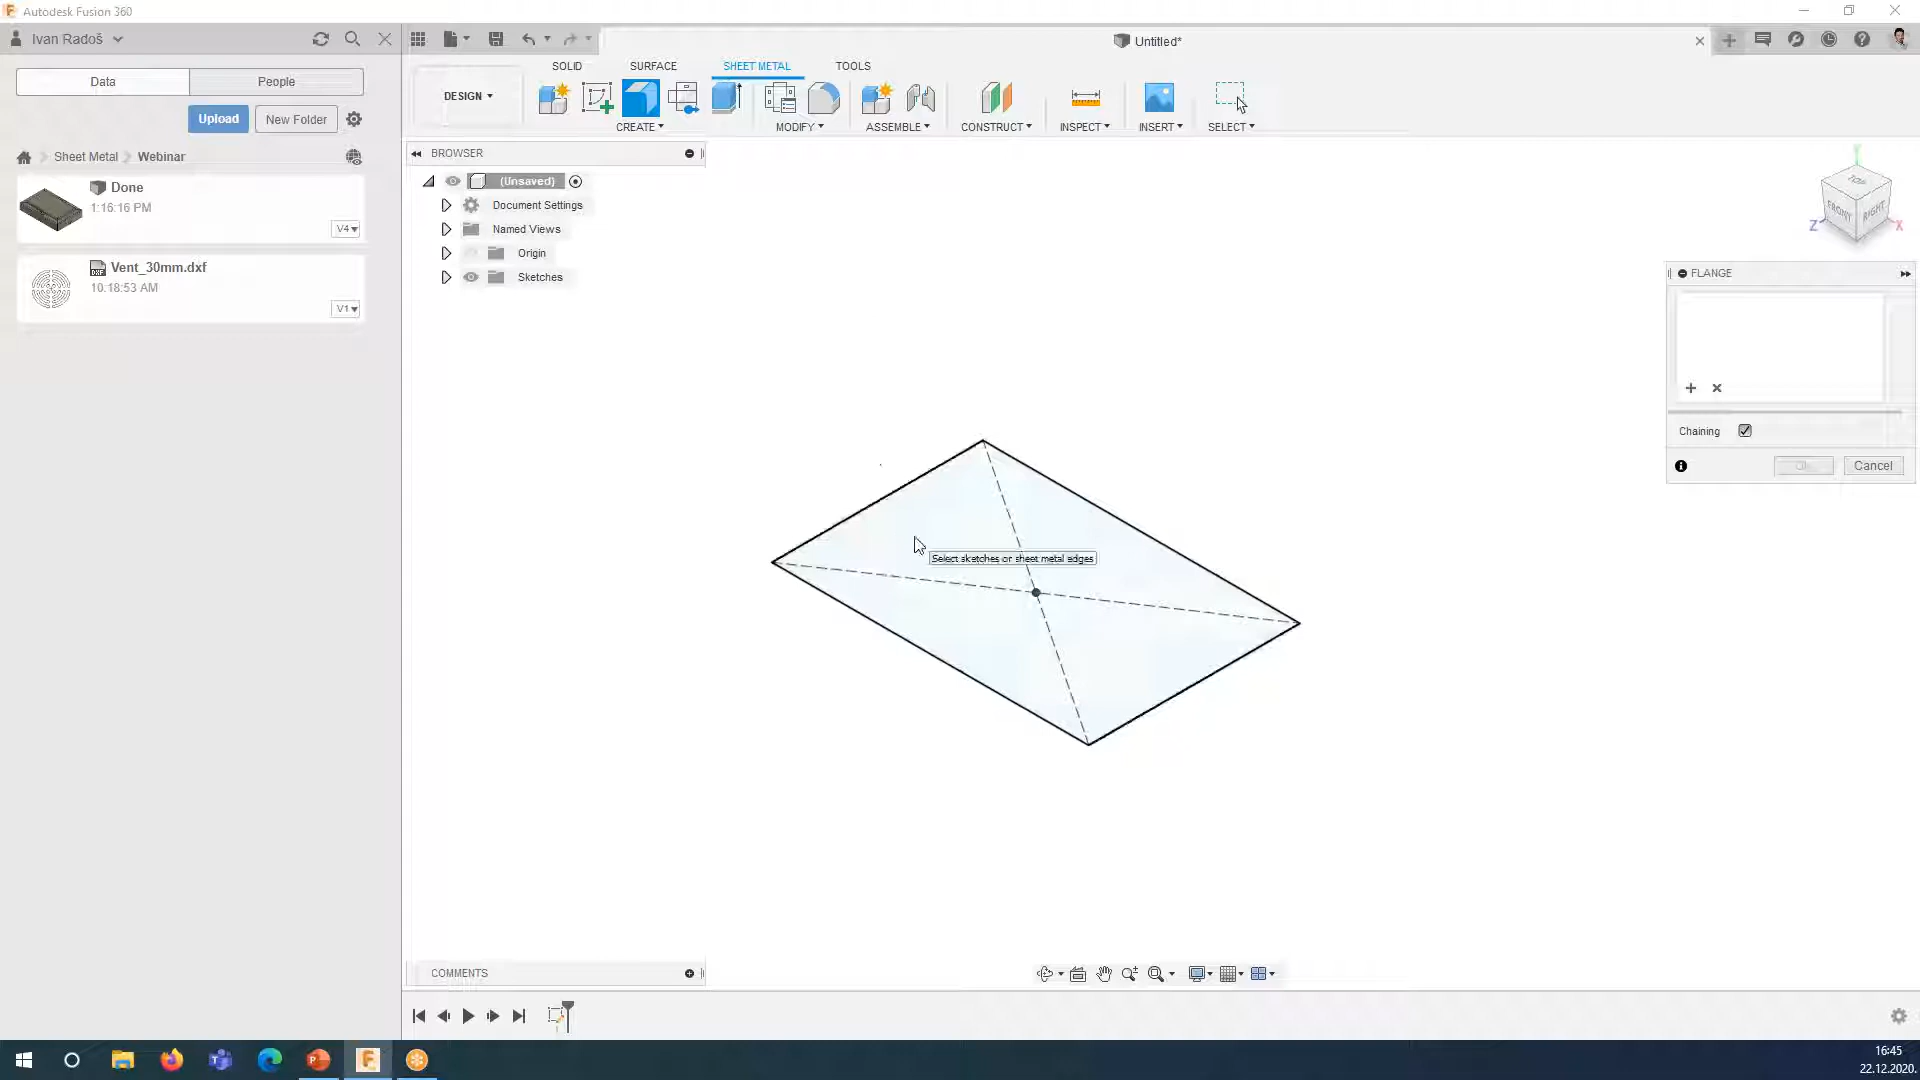 Autodesk Fusion 360
Ivan Radoš
Untitled*
Data
People
Upload
New Folder
Sheet Metal
Webinar
Done
1:16:16 PM
V4
Vent_30mm.dxf
10:18:53 AM
V1
DESIGN
SOLID
SURFACE
SHEET METAL
TOOLS
CREATE
MODIFY
ASSEMBLE
CONSTRUCT
INSPECT
INSERT
SELECT
BROWSER
(Unsaved)
Document Settings
Named Views
Origin
Sketches
TOP
FRONT
RIGHT
Y
Z
X
FLANGE
Chaining
Cancel
Select sketches or sheet metal edges
COMMENTS
16:45
22.12.2020.